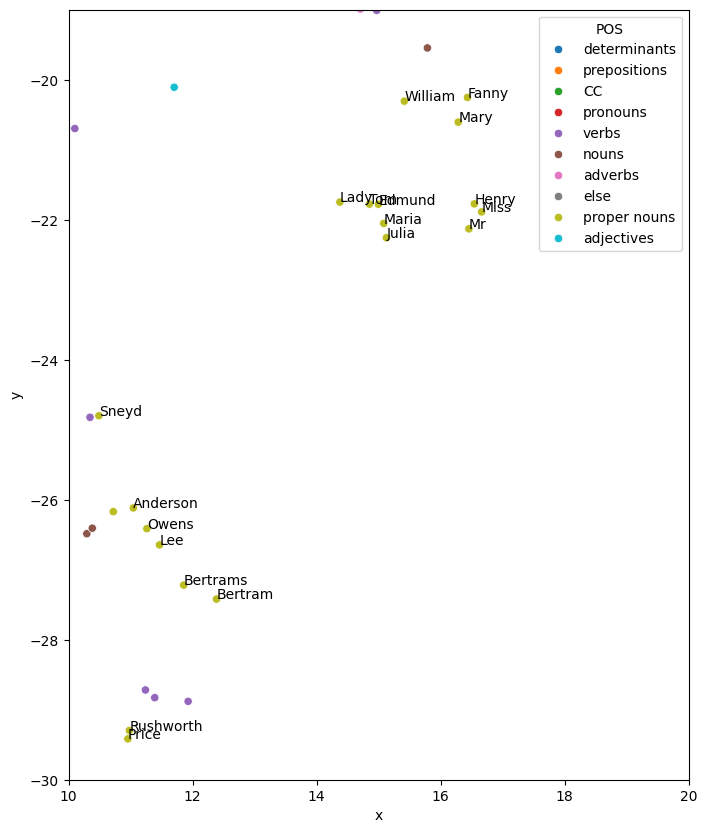 POS
determinants
prepositions
CC
pronouns
verbs
nouns
adverbs
else
proper nouns
adjectives
William
Fanny
Mary
Lady
Tom
Edmund
Henry
Miss
Maria
Mr
Julia
Sneyd
Anderson
Owens
Lee
Bertrams
Bertram
Rushworth
Price
y
−20
−22
−24
−26
−28
−30
10
12
14
16
18
20
x